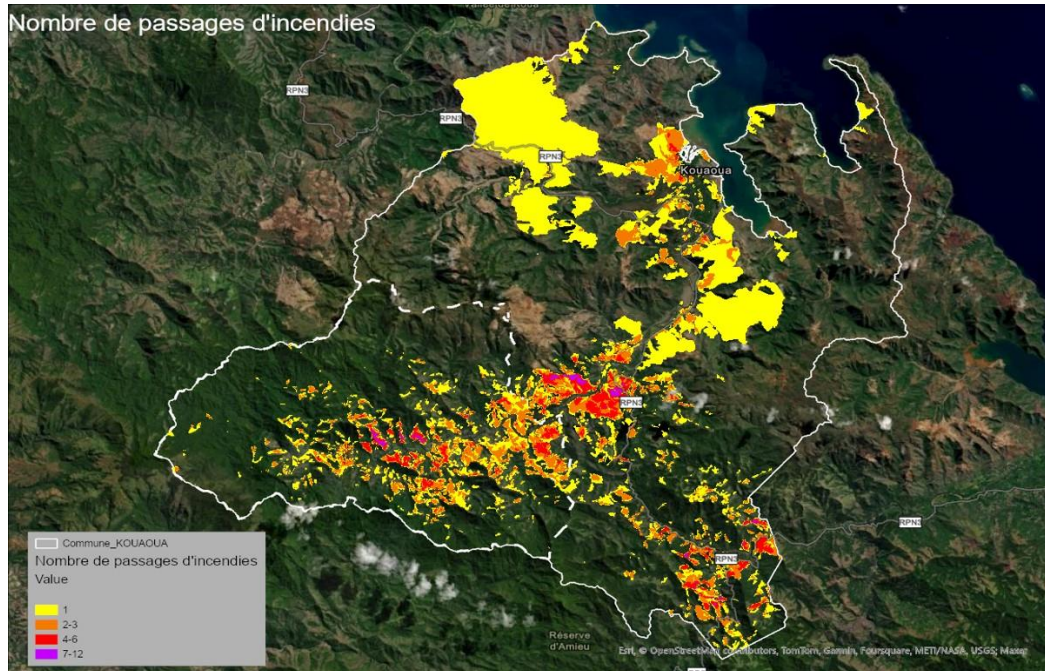 Nombre de passages d'incendies
RPN3
RPN3
RPN3
Kouaoua
RPN3
RPN3
RPN3
Réserve
d'Amieu
Commune_KOUAOUA
Nombre de passages d'incendies
Value
1
2-3
4-6
7-12
Esri, © OpenStreetMap contributors, TomTom, Garmin, Foursquare, METI/NASA, USGS; Maxar